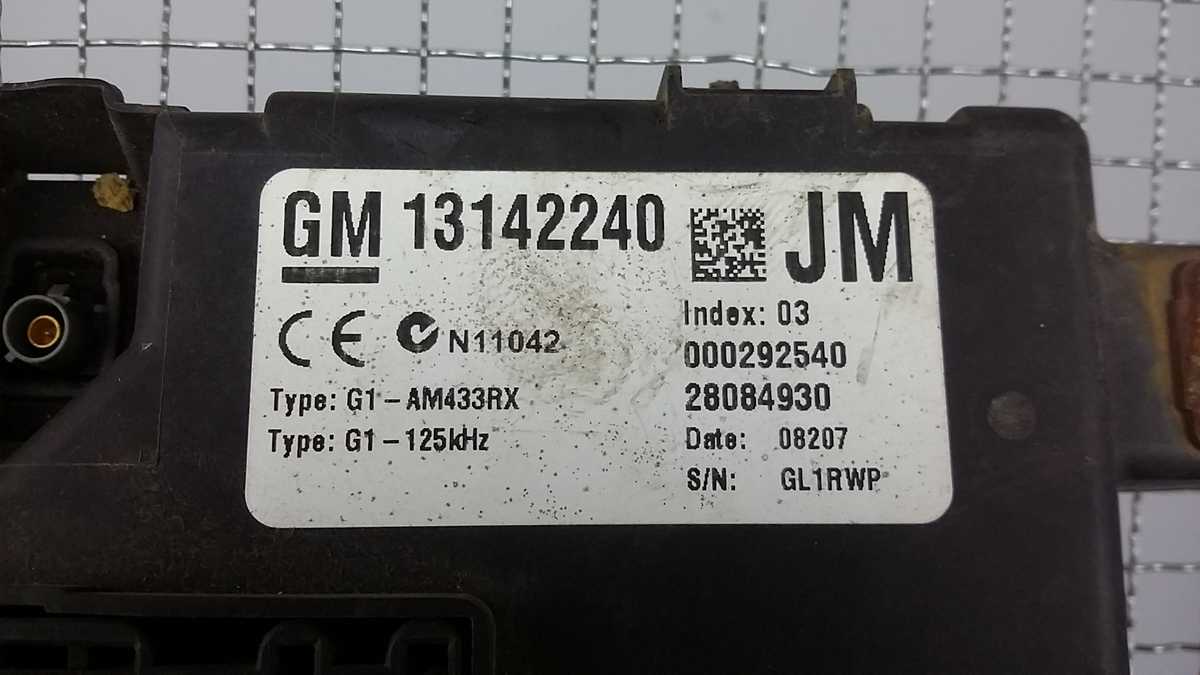 GM 13142240 JM
CE N11042
Type: G1-AM433RX
Type: G1-125kHz
Index: 03
000292540
28084930
Date: 08207
S/N: GL1RWP